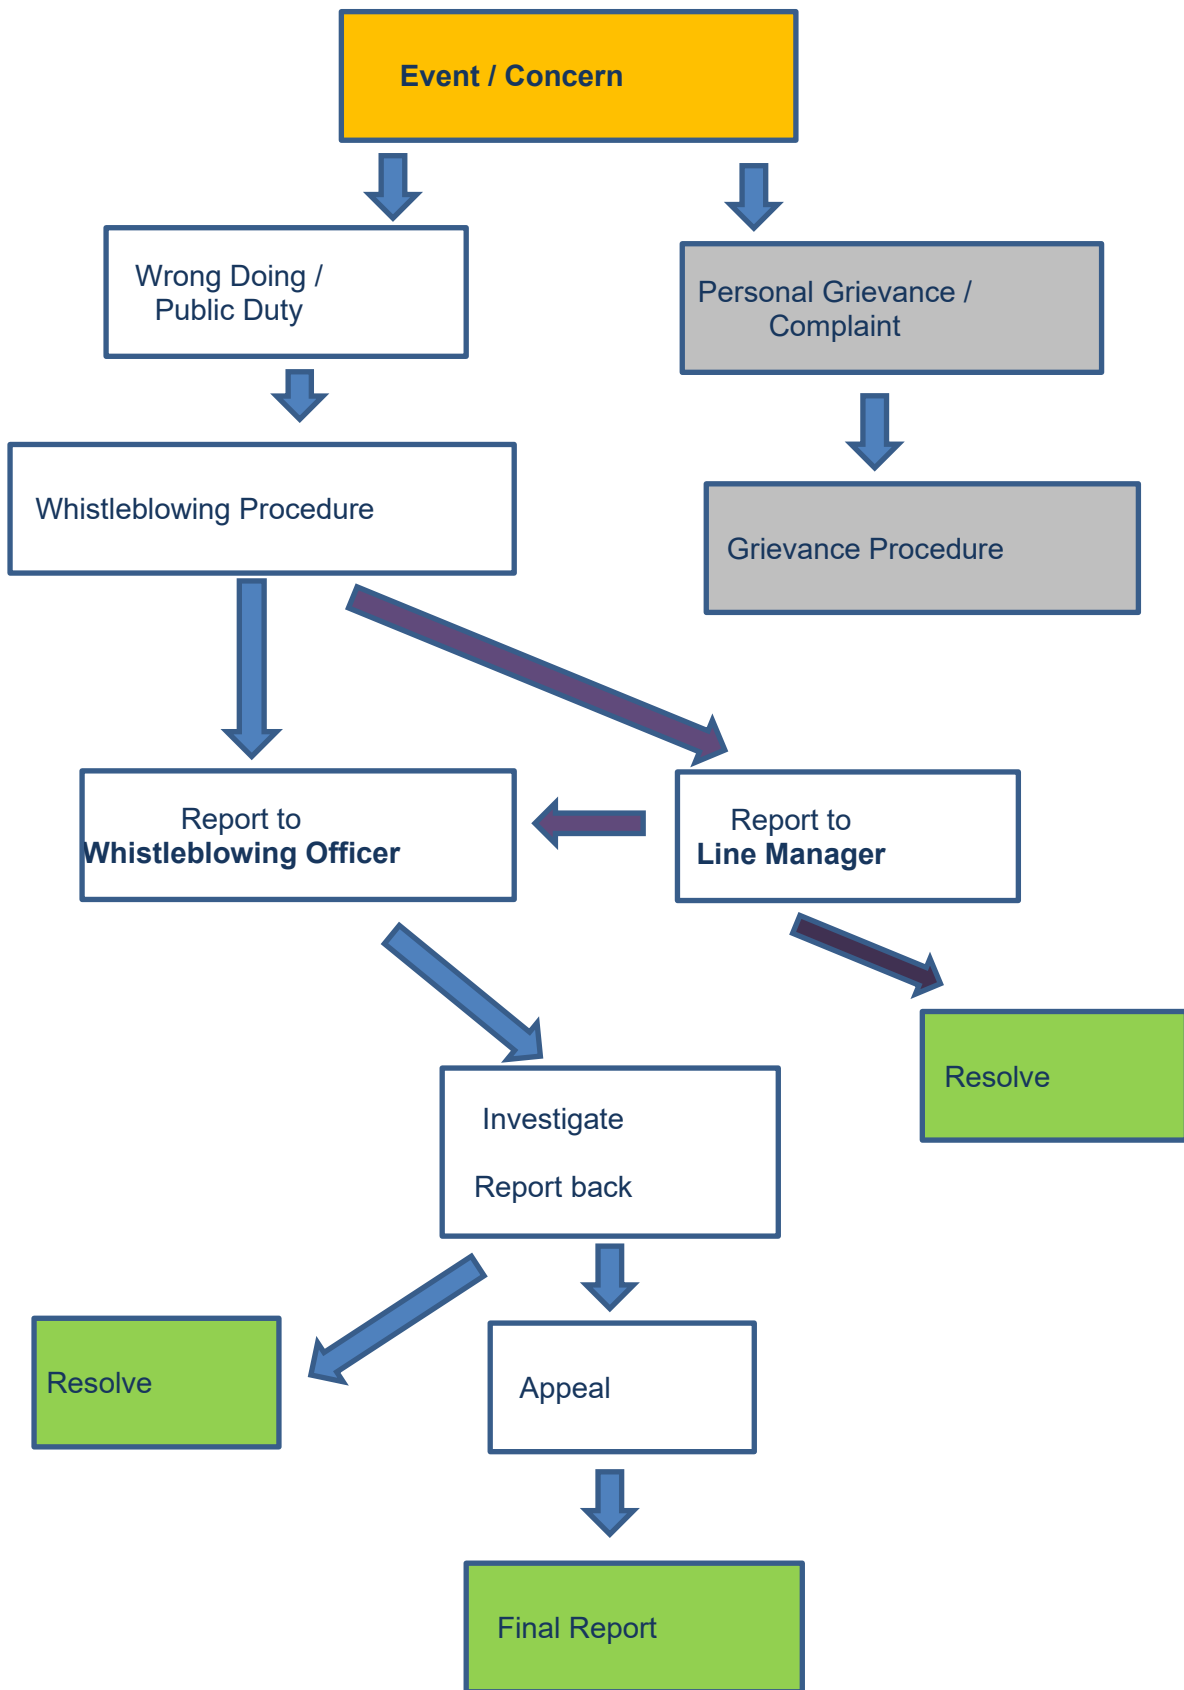 Event / Concern
Wrong Doing /
Public Duty
Personal Grievance /
Complaint
Whistleblowing Procedure
Grievance Procedure
Report to
Whistleblowing Officer
Report to
Line Manager
Resolve
Investigate
Report back
Resolve
Appeal
Final Report